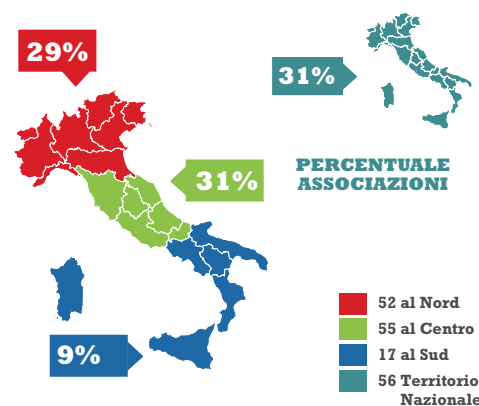 29%
31%
PERCENTUALE
ASSOCIAZIONI
31%
9%
52 al Nord
55 al Centro
17 al Sud
56 Territorio
Nazionale